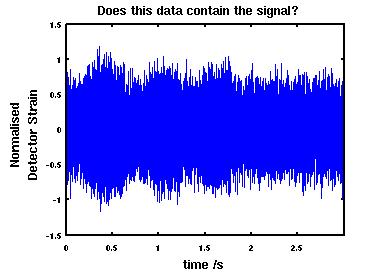 Does this data contain the signal?
1.5
1
0.5
0
-0.5
-1
-1.5
Normalised
Detector Strain
0 0.5 1 1.5 2 2.5
time /s